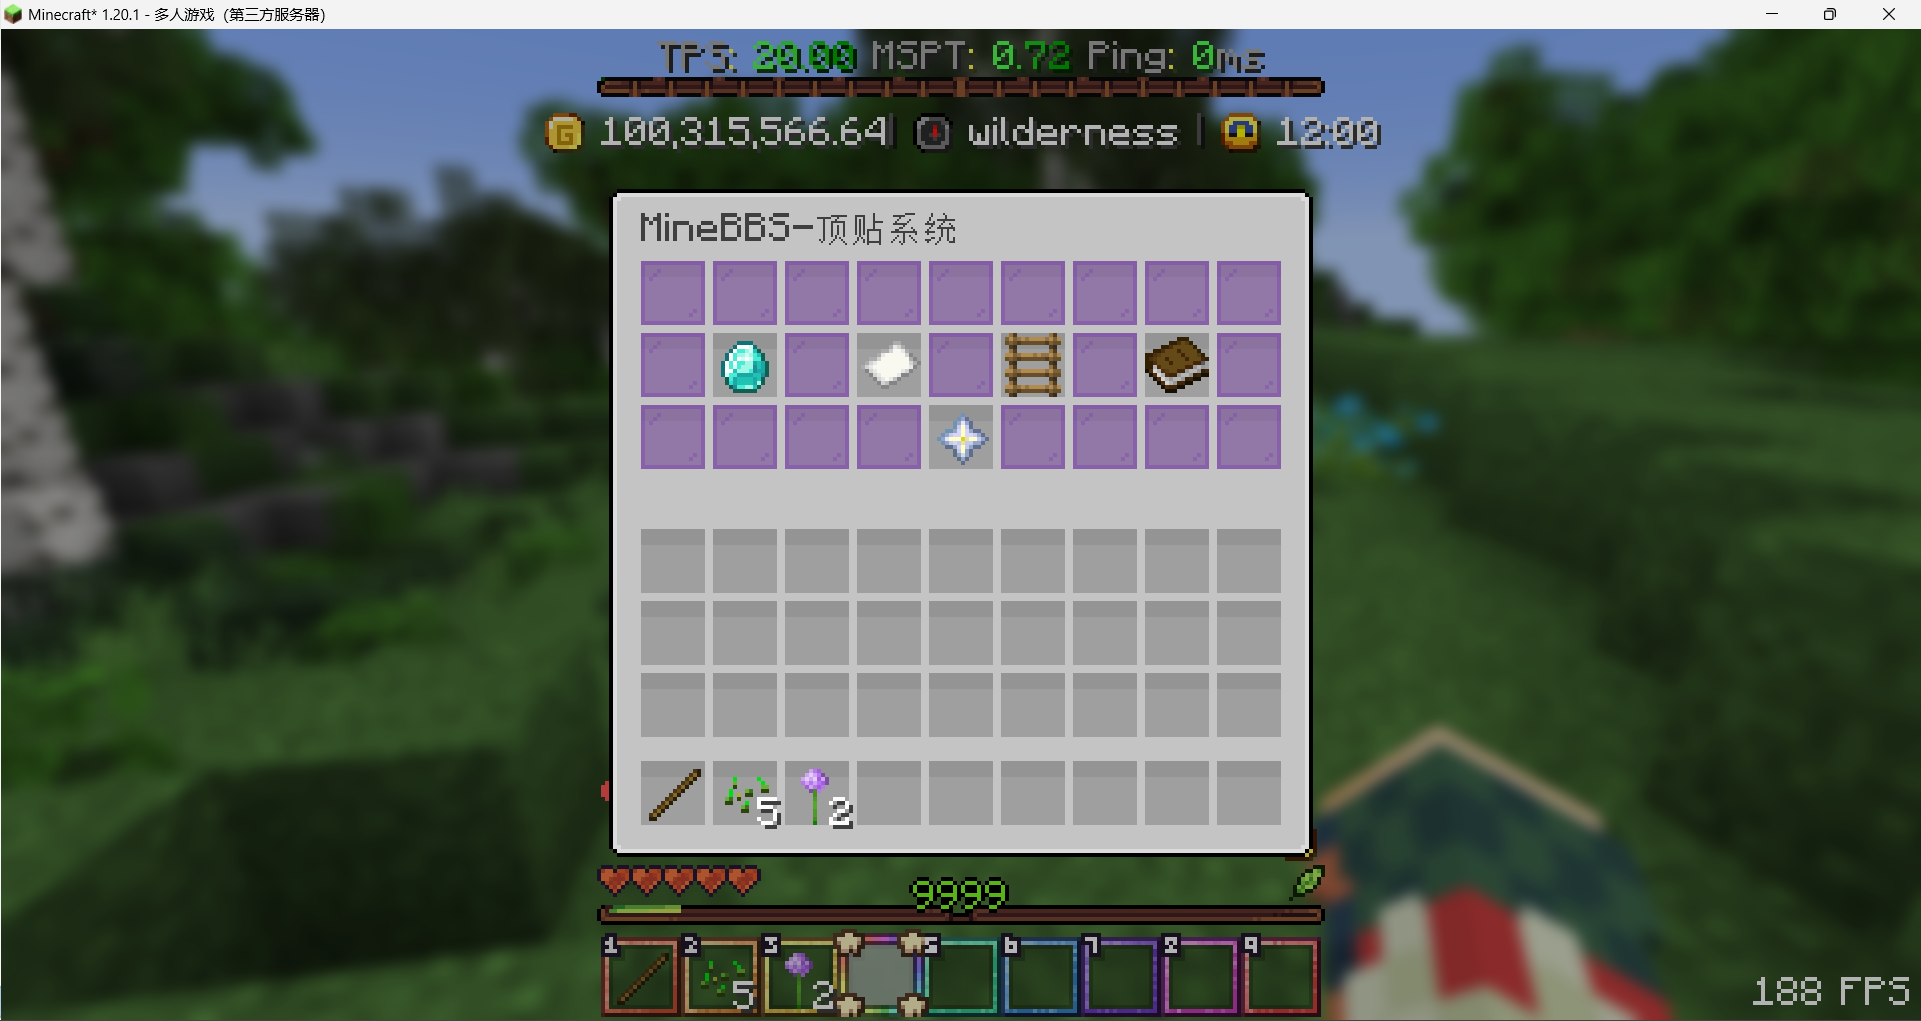 Minecraft* 1.20.1 - 多人游戏（第三方服务器）
TPS: 20.00 MSPT: 0.72 Ping: 0ms
100,315,566.64 | wilderness | 12:00
MineBBS-顶贴系统
5 2
9999
1 2 3 5 6 7 8 9
5 2
188 FPS